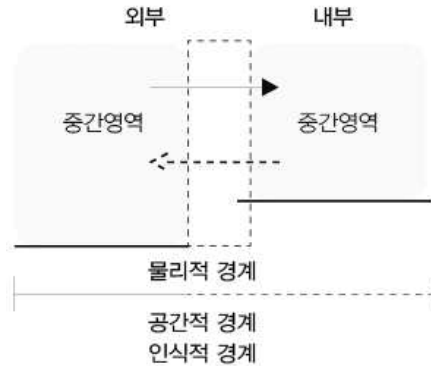 외부 내부
중간영역 중간영역
물리적 경계
공간적 경계
인식적 경계